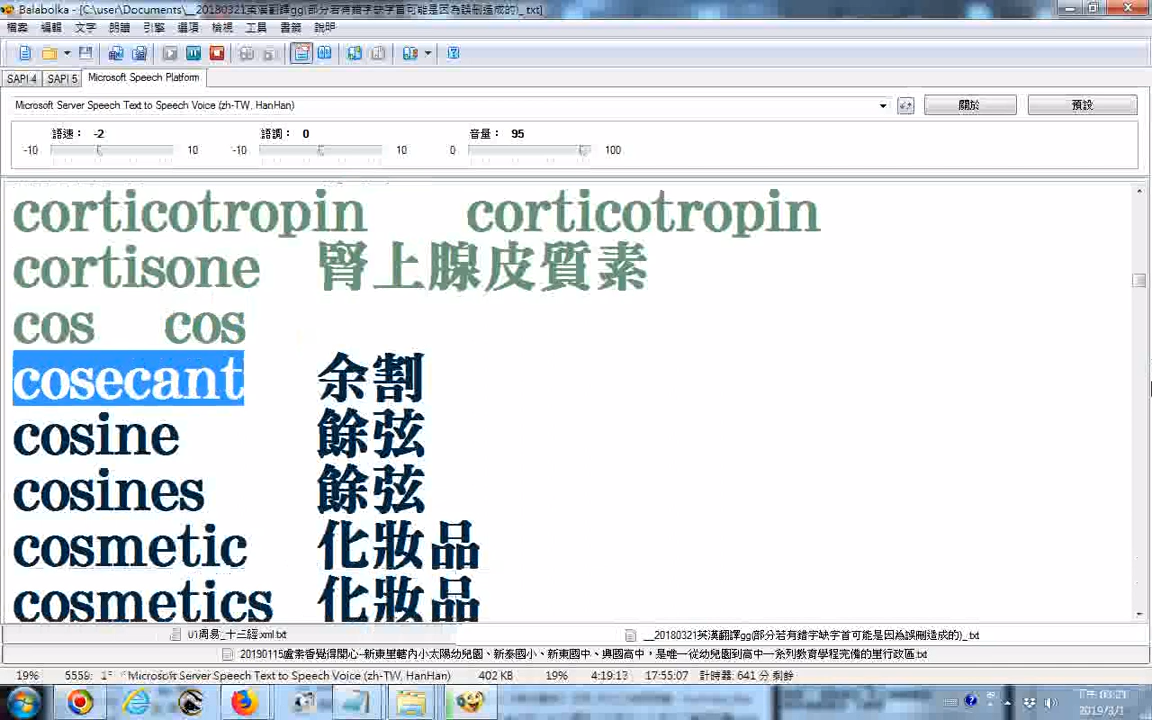 Balabolka - [C:\user\Documents\__20180321英漢翻譯gg(部分若有錯字缺字首可能是因為誤刪造成的)_.txt]
檔案 編輯 文字 朗讀 引擎 選項 檢視 工具 書籤 說明
SAPI 4 SAPI 5 Microsoft Speech Platform
Microsoft Server Speech Text to Speech Voice (zh-TW, HanHan) 關於 預設
語速： -2 語調： 0 音量： 95
-10 10 -10 10 0 100
corticotropin corticotropin
cortisone 腎上腺皮質素
cos cos
cosecant 余割
cosine 餘弦
cosines 餘弦
cosmetic 化妝品
cosmetics 化妝品
01周易_十三經.xml.txt __20180321英漢翻譯gg(部分若有錯字缺字首可能是因為誤刪造成的)_.txt
20190115盧素香覺得開心-新東里轄內小太陽幼兒園、新泰國小、新東國中、興國高中，是唯一從幼兒園到高中一系列教育學程完備的里行政區.txt
19% Microsoft Server Speech Text to Speech Voice (zh-TW, HanHan) 402 KB 19% 4:19:13 17:55:07 計時器: 641 分 剩餘
下午 03:21
2019/3/1